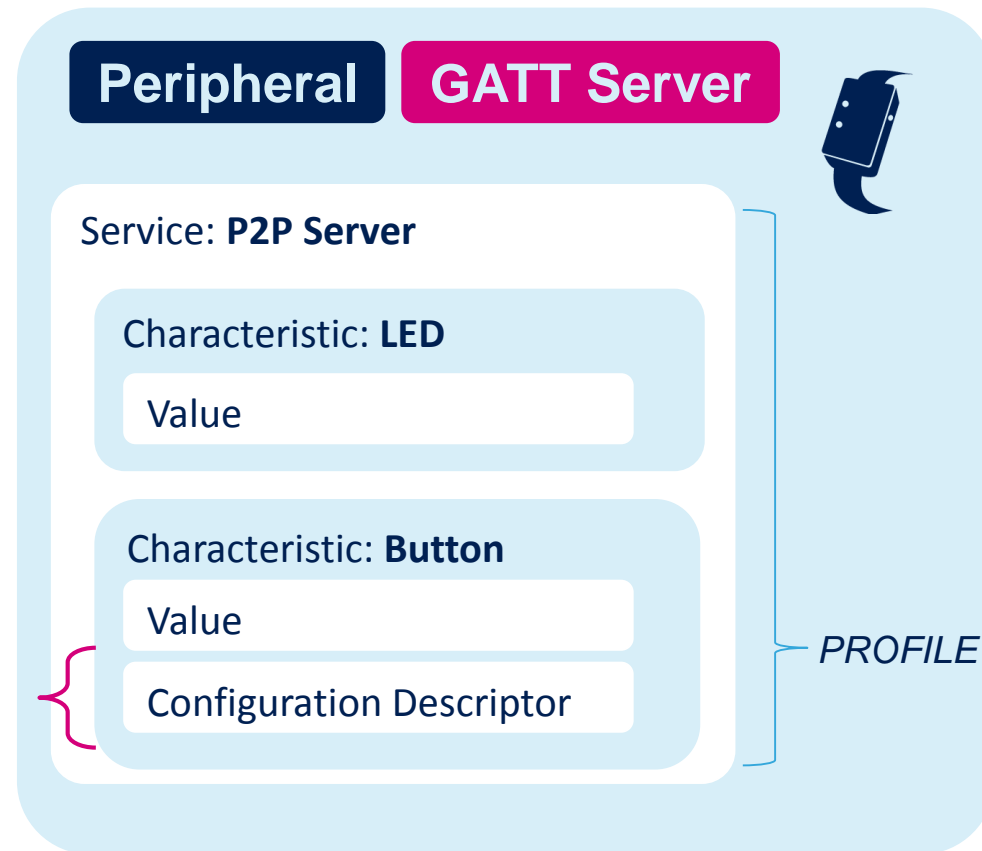 Peripheral
GATT Server
Service: P2P Server
Characteristic: LED
Value
Characteristic: Button
Value
Configuration Descriptor
PROFILE